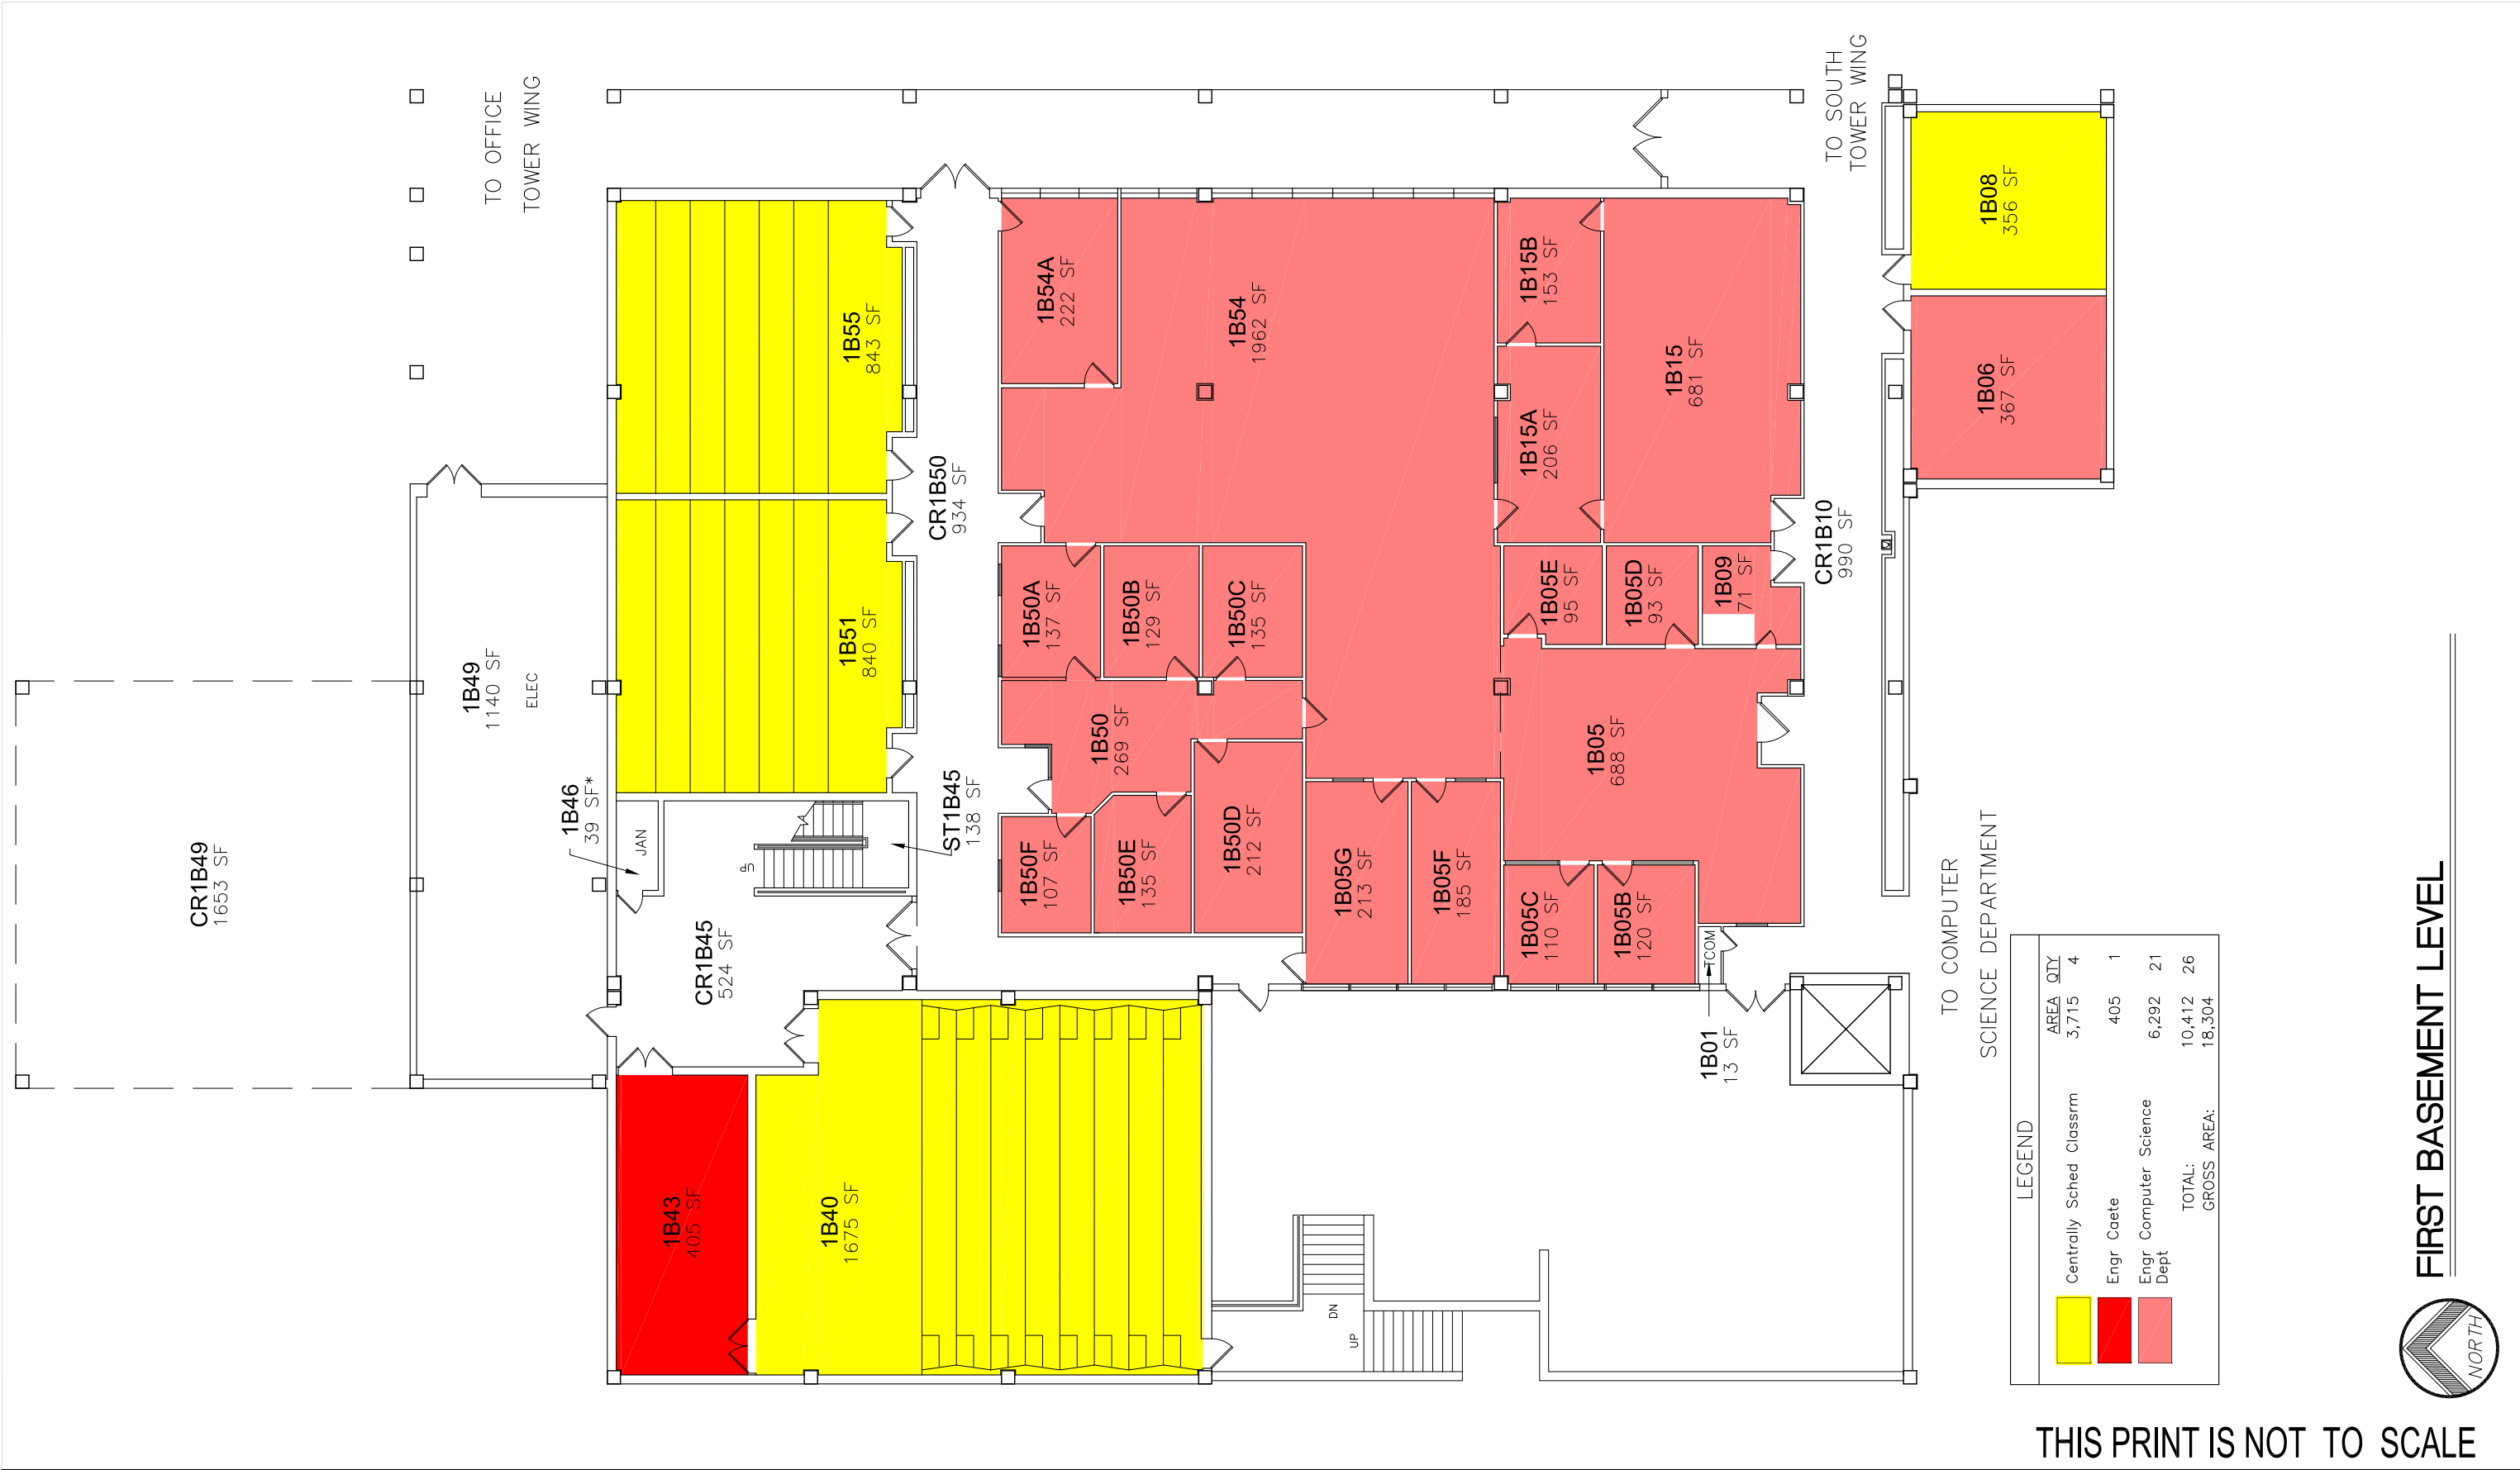 TO OFFICE
TOWER WING
TO SOUTH
TOWER WING
1B08
356 SF
1B06
367 SF
1B55
843 SF
1B54A
222 SF
1B54
1962 SF
1B15B
153 SF
1B15A
206 SF
1B15
681 SF
CR1B50
934 SF
CR1B10
990 SF
1B49
1140 SF
ELEC
1B51
840 SF
1B50A
137 SF
1B50B
129 SF
1B50C
135 SF
1B05E
95 SF
1B05D
93 SF
1B09
71 SF
1B50
269 SF
1B05
688 SF
1B46
39 SF*
JAN
UP
ST1B45
138 SF
CR1B49
1653 SF
CR1B45
524 SF
1B50F
107 SF
1B50E
135 SF
1B50D
212 SF
1B05G
213 SF
1B05F
185 SF
1B05C
110 SF
1B05B
120 SF
TCOM
1B01
13 SF
TO COMPUTER
SCIENCE DEPARTMENT
1B43
405 SF
1B40
1675 SF
DN
UP
LEGEND
AREA QTY
Centrally Sched Classrm 3,715 4
Engr Caete 405 1
Engr Computer Science 6,292 21
Dept
TOTAL: 10,412 26
GROSS AREA: 18,304
FIRST BASEMENT LEVEL
NORTH
THIS PRINT IS NOT TO SCALE